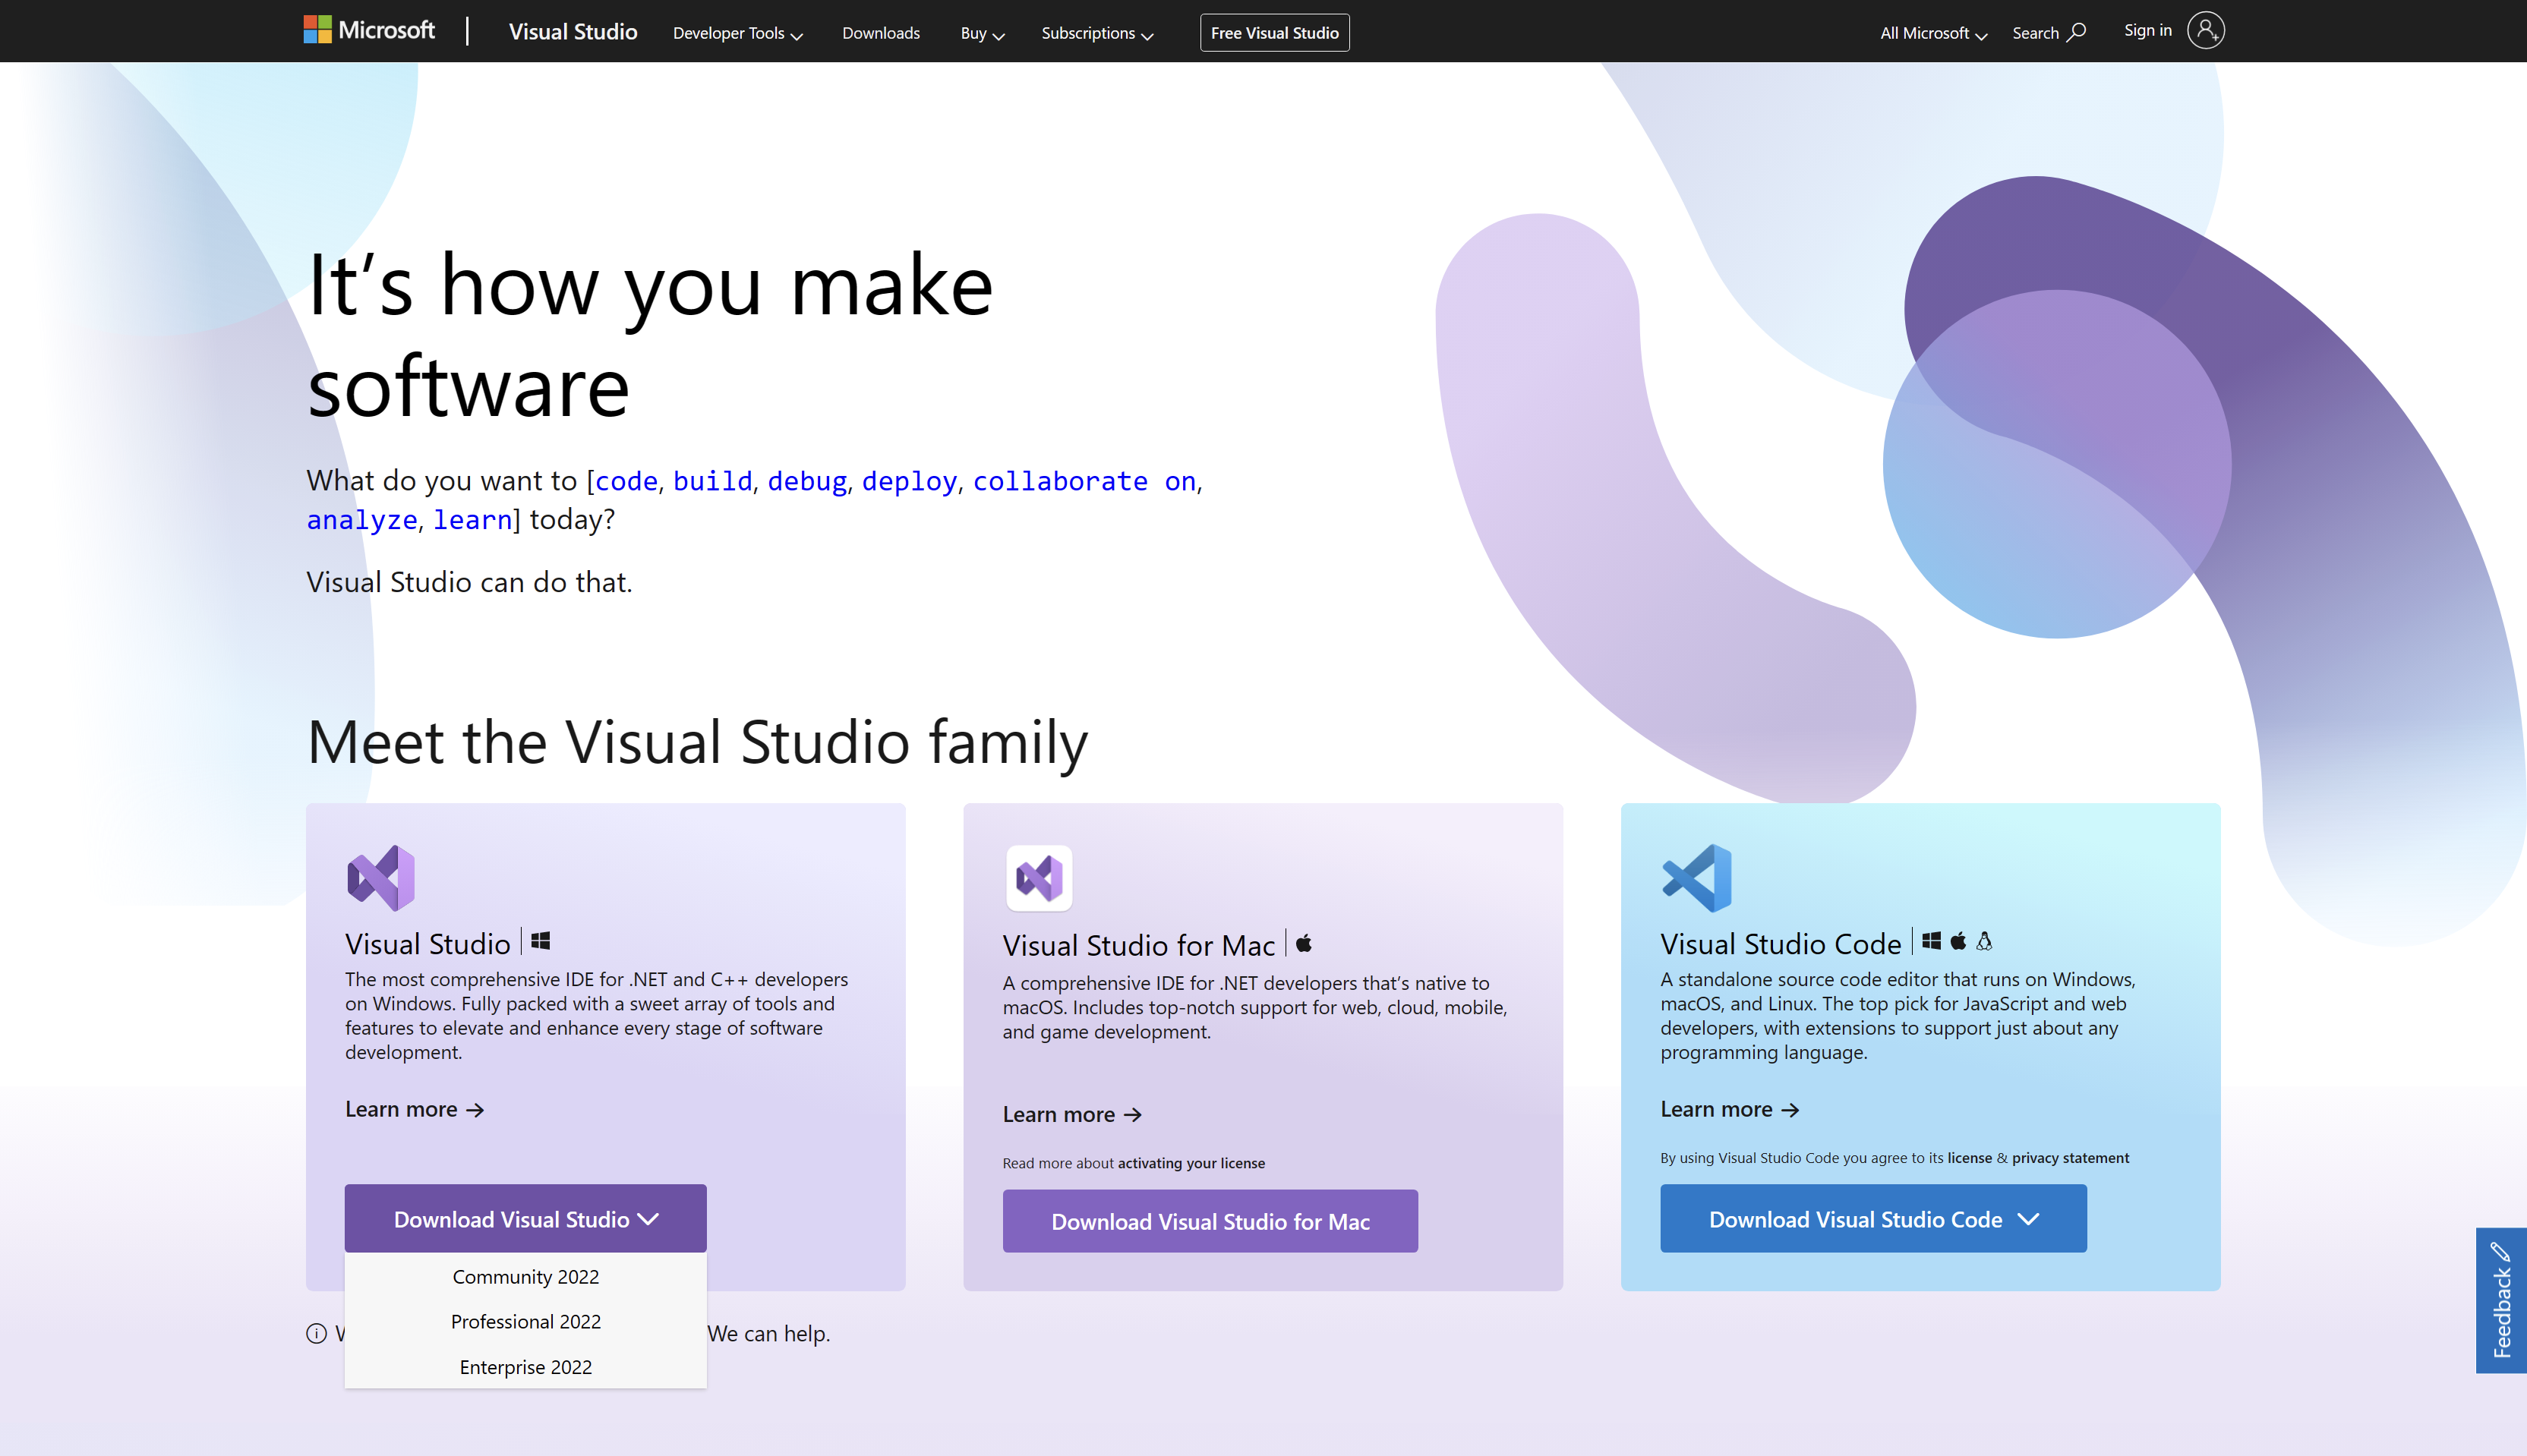 Microsoft
Visual Studio
Developer Tools
Downloads
Buy
Subscriptions
Free Visual Studio
All Microsoft
Search
Sign in
It’s how you make
software
What do you want to [code, build, debug, deploy, collaborate on,
analyze, learn] today?
Visual Studio can do that.
Meet the Visual Studio family
Visual Studio
The most comprehensive IDE for .NET and C++ developers
on Windows. Fully packed with a sweet array of tools and
features to elevate and enhance every stage of software
development.
Learn more
Download Visual Studio
Community 2022
Professional 2022
Enterprise 2022
We can help.
Visual Studio for Mac
A comprehensive IDE for .NET developers that’s native to
macOS. Includes top-notch support for web, cloud, mobile,
and game development.
Learn more
Read more about activating your license
Download Visual Studio for Mac
Visual Studio Code
A standalone source code editor that runs on Windows,
macOS, and Linux. The top pick for JavaScript and web
developers, with extensions to support just about any
programming language.
Learn more
By using Visual Studio Code you agree to its license & privacy statement
Download Visual Studio Code
Feedback